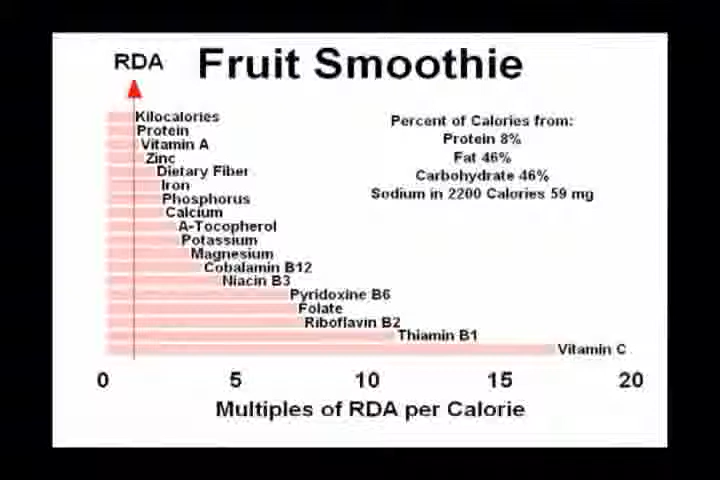 RDA
Fruit Smoothie
Kilocalories
Protein
Vitamin A
Zinc
Dietary Fiber
Iron
Phosphorus
Calcium
A-Tocopherol
Potassium
Magnesium
Cobalamin B12
Niacin B3
Pyridoxine B6
Folate
Riboflavin B2
Thiamin B1
Vitamin C
Percent of Calories from:
Protein 8%
Fat 46%
Carbohydrate 46%
Sodium in 2200 Calories 59 mg
0 5 10 15 20
Multiples of RDA per Calorie